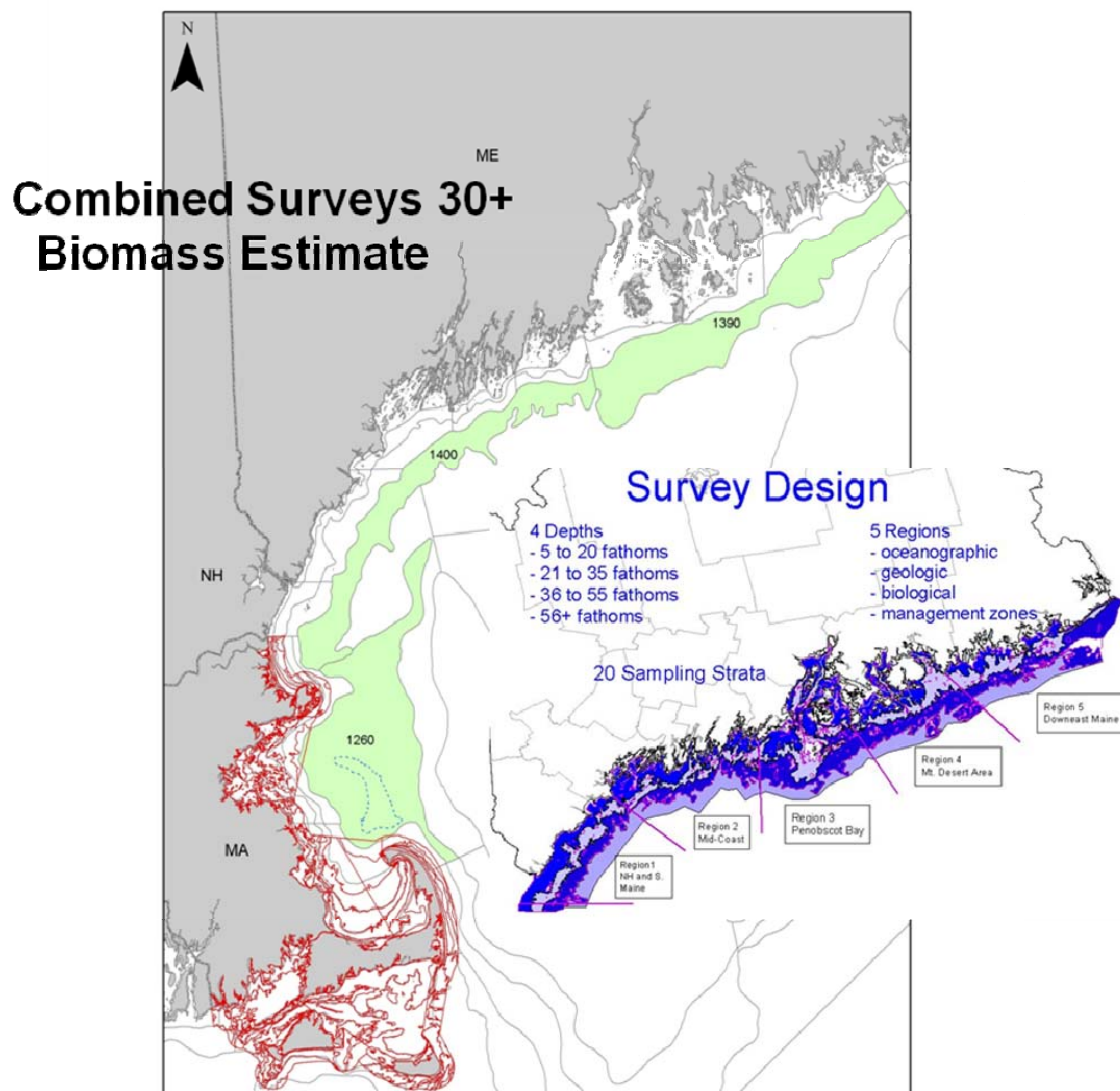 N
ME
Combined Surveys 30+
Biomass Estimate
1390
1400
NH
1260
MA
Survey Design
4 Depths
- 5 to 20 fathoms
- 21 to 35 fathoms
- 36 to 55 fathoms
- 56+ fathoms
5 Regions
- oceanographic
- geologic
- biological
- management zones
20 Sampling Strata
Region 5
Downeast Maine
Region 4
Mt. Desert Area
Region 3
Penobscot Bay
Region 2
Mid-Coast
Region 1
NH and S.
Maine